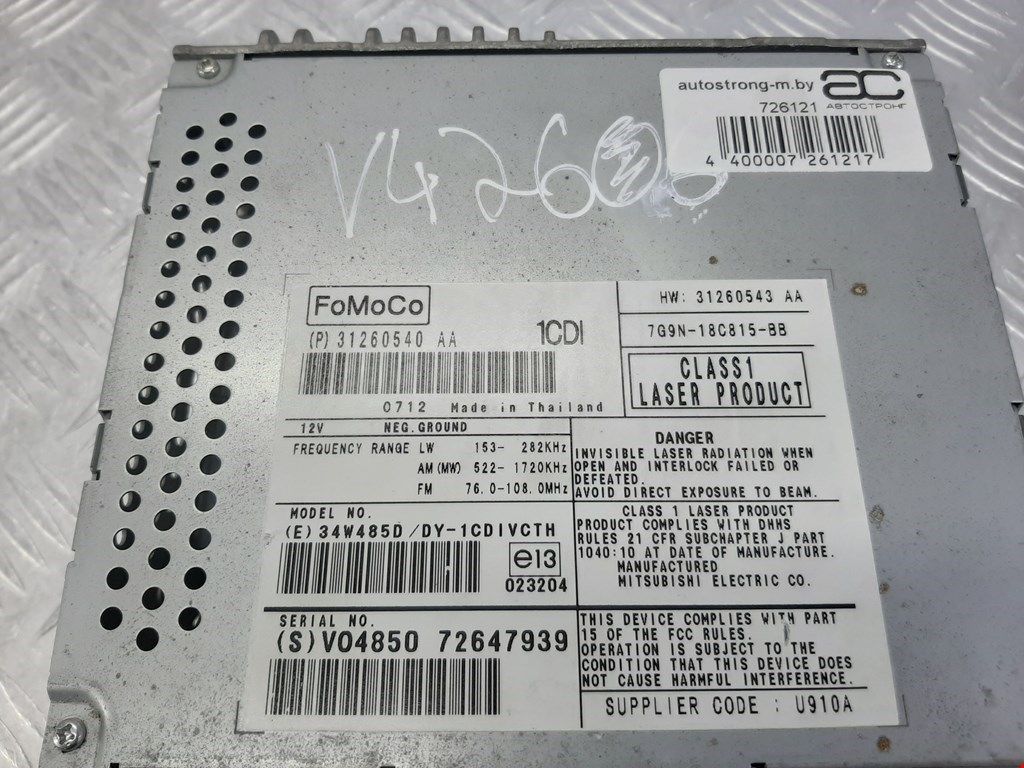 autostrong-m.by
ac
726121 АВТОСТРОНГ
4 400007 261217
V4260
FoMoCo
(P) 31260540 AA
1CDI
0712 Made in Thailand
HW: 31260543 AA
7G9N-18C815-BB
CLASS1
LASER PRODUCT
12V NEG.GROUND
FREQUENCY RANGE LW 153- 282KHz
AM(MW) 522- 1720KHz
FM 76.0-108.0MHz
DANGER
INVISIBLE LASER RADIATION WHEN
OPEN AND INTERLOCK FAILED OR
DEFEATED.
AVOID DIRECT EXPOSURE TO BEAM.
MODEL NO.
(E) 34W485D/DY-1CDIVCTH
e13
023204
CLASS 1 LASER PRODUCT
PRODUCT COMPLIES WITH DHHS
RULES 21 CFR SUBCHAPTER J PART
1040:10 AT DATE OF MANUFACTURE.
MANUFACTURED
MITSUBISHI ELECTRIC CO.
SERIAL NO.
(S)VO4850 72647939
THIS DEVICE COMPLIES WITH PART
15 OF THE FCC RULES.
OPERATION IS SUBJECT TO THE
CONDITION THAT THIS DEVICE DOES
NOT CAUSE HARMFUL INTERFERENCE.
SUPPLIER CODE : U910A